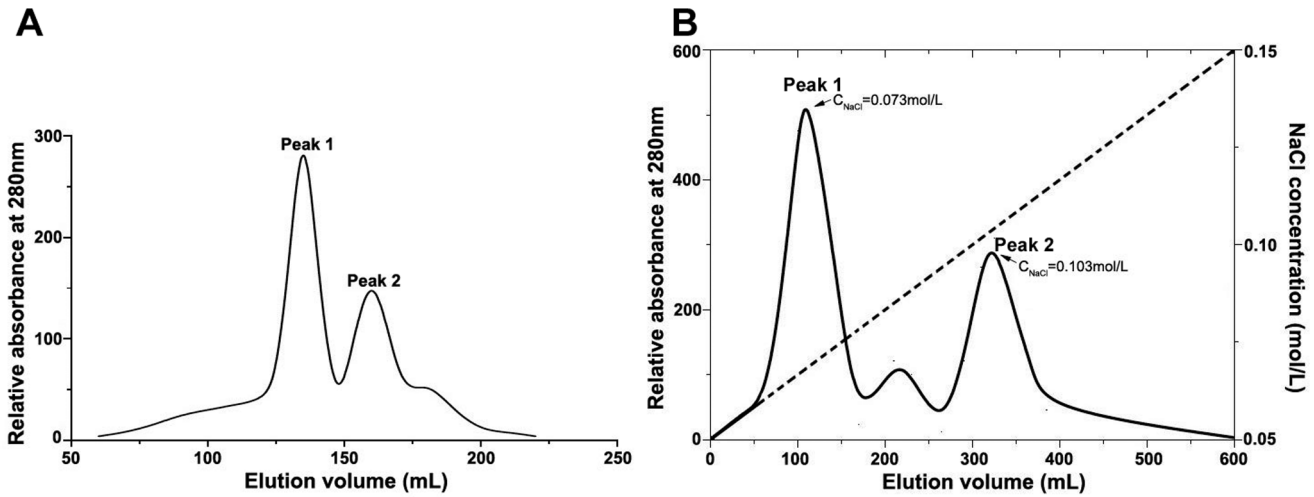 A
Relative absorbance at 280nm
300
200
100
0
Peak 1
Peak 2
50
100
150
200
250
Elution volume (mL)
B
Relative absorbance at 280nm
600
400
200
0
Peak 1
C_NaCl=0.073mol/L
Peak 2
C_NaCl=0.103mol/L
0.15
0.10
0.05
NaCl concentration (mol/L)
0
100
200
300
400
500
600
Elution volume (mL)